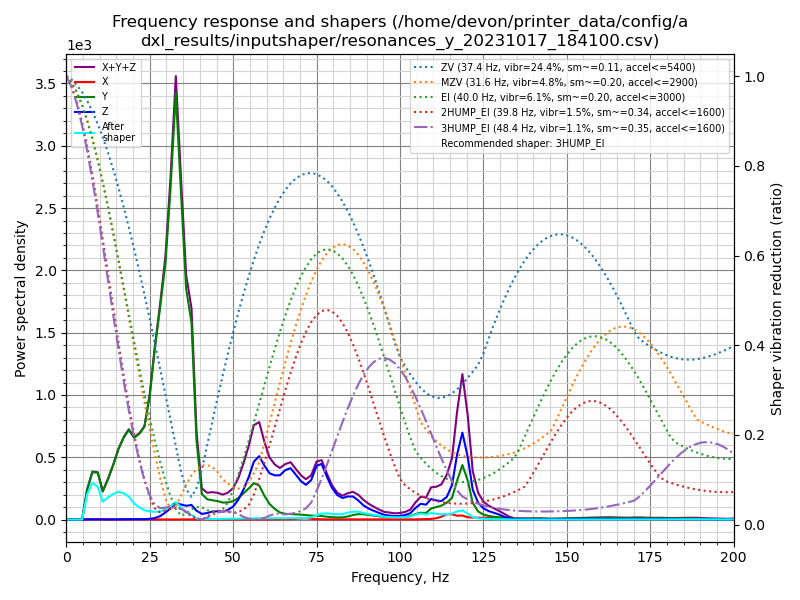 Frequency response and shapers (/home/devon/printer_data/config/a
dxl_results/inputshaper/resonances_y_20231017_184100.csv)
1e3
X+Y+Z
X
Y
Z
After
shaper
ZV (37.4 Hz, vibr=24.4%, sm~=0.11, accel<=5400)
MZV (31.6 Hz, vibr=4.8%, sm~=0.20, accel<=2900)
EI (40.0 Hz, vibr=6.1%, sm~=0.20, accel<=3000)
2HUMP_EI (39.8 Hz, vibr=1.5%, sm~=0.34, accel<=1600)
3HUMP_EI (48.4 Hz, vibr=1.1%, sm~=0.35, accel<=1600)
Recommended shaper: 3HUMP_EI
Power spectral density
3.5
3.0
2.5
2.0
1.5
1.0
0.5
0.0
1.0
0.8
0.6
0.4
0.2
0.0
Shaper vibration reduction (ratio)
0 25 50 75 100 125 150 175 200
Frequency, Hz